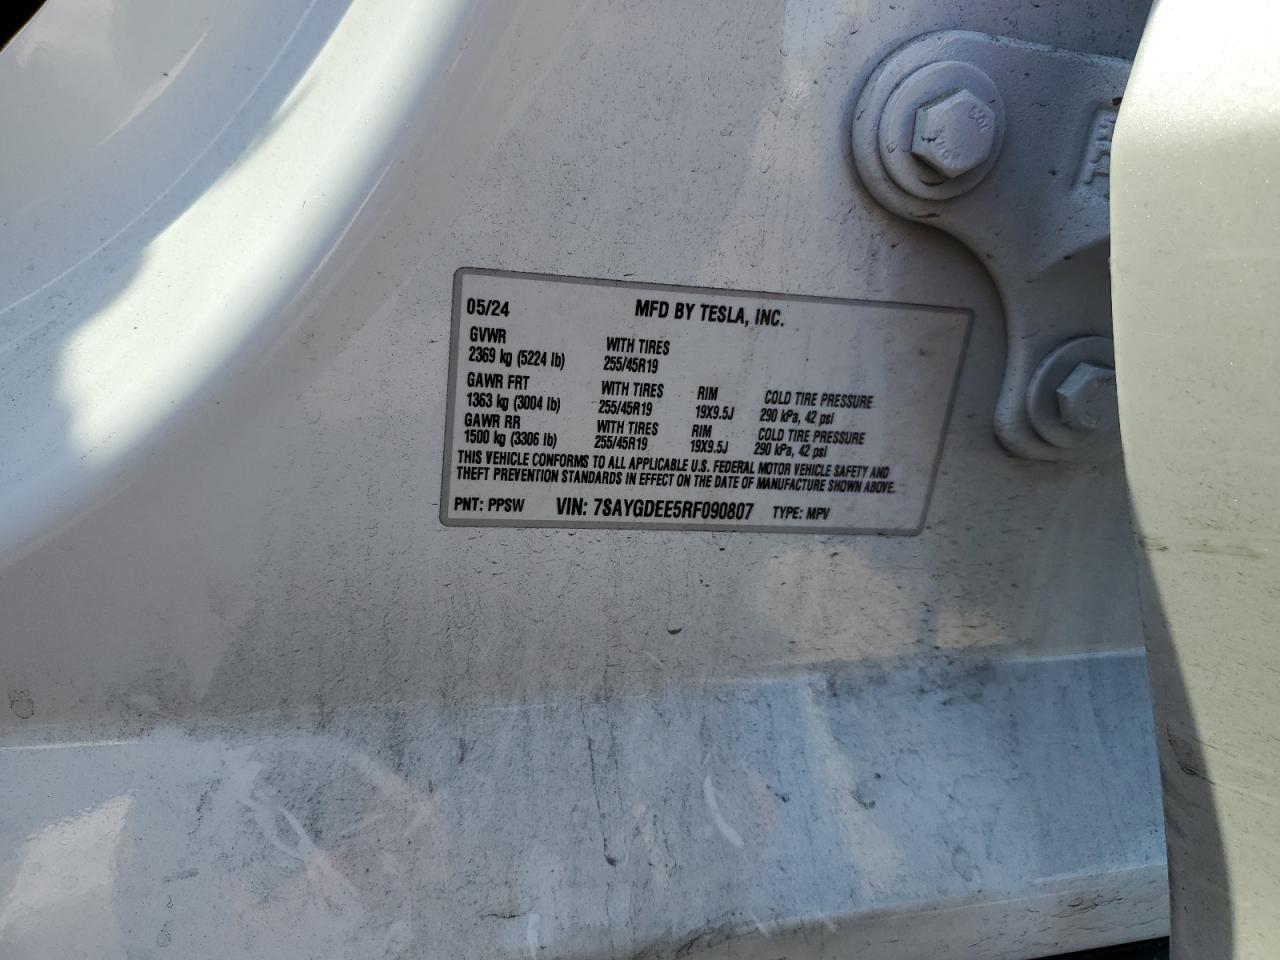 05/24 MFD BY TESLA, INC.
GVWR WITH TIRES
2369 kg (5224 lb) 255/45R19
GAWR FRT WITH TIRES RIM COLD TIRE PRESSURE
1363 kg (3004 lb) 255/45R19 19X9.5J 290 kPa, 42 psi
GAWR RR WITH TIRES RIM COLD TIRE PRESSURE
1500 kg (3306 lb) 255/45R19 19X9.5J 290 kPa, 42 psi
THIS VEHICLE CONFORMS TO ALL APPLICABLE U.S. FEDERAL MOTOR VEHICLE SAFETY AND
THEFT PREVENTION STANDARDS IN EFFECT ON THE DATE OF MANUFACTURE SHOWN ABOVE.
PNT: PPSW VIN: 7SAYGDEE5RF090807 TYPE: MPV